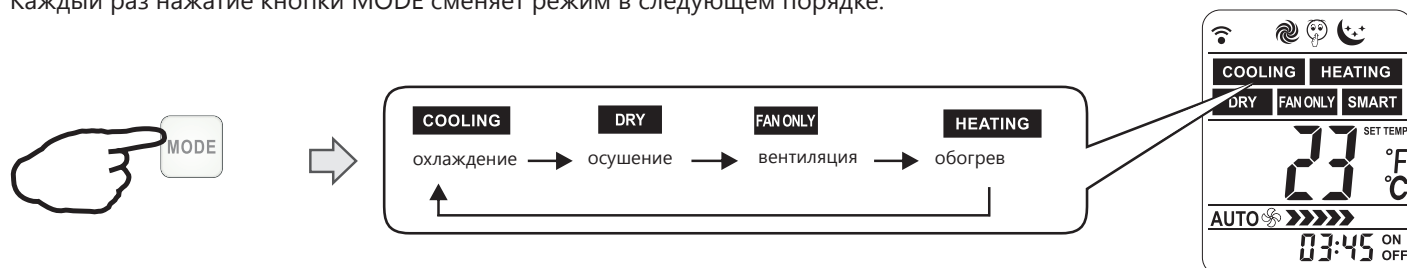 Каждый раз нажатие кнопки MODE сменяет режим в следующем порядке.
MODE
COOLING DRY FAN ONLY HEATING
охлаждение осушение вентиляция обогрев
COOLING HEATING
DRY FAN ONLY SMART
SET TEMP
23 °F
°C
AUTO
03:45 ON
OFF